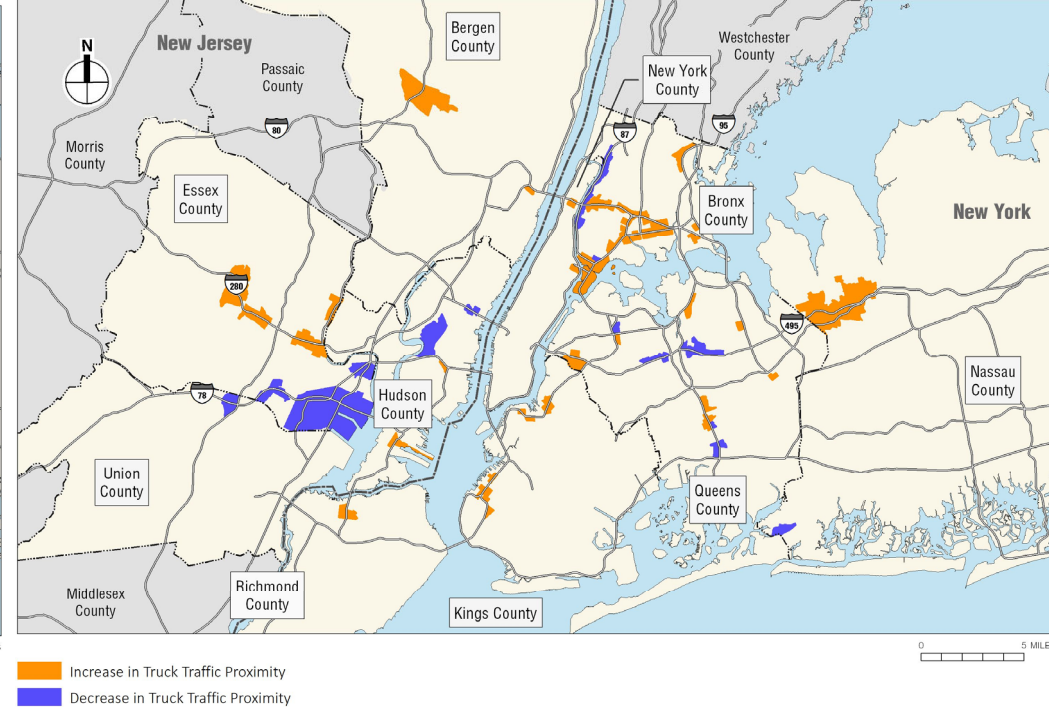 Bergen
County
New Jersey
Westchester
County
N
Passaic
County
New York
County
87
95
80
Morris
County
Essex
County
Bronx
County
New York
280
495
Nassau
County
78
Hudson
County
Union
County
Queens
County
Richmond
County
Middlesex
County
Kings County
0 5 MILE
Increase in Truck Traffic Proximity
Decrease in Truck Traffic Proximity